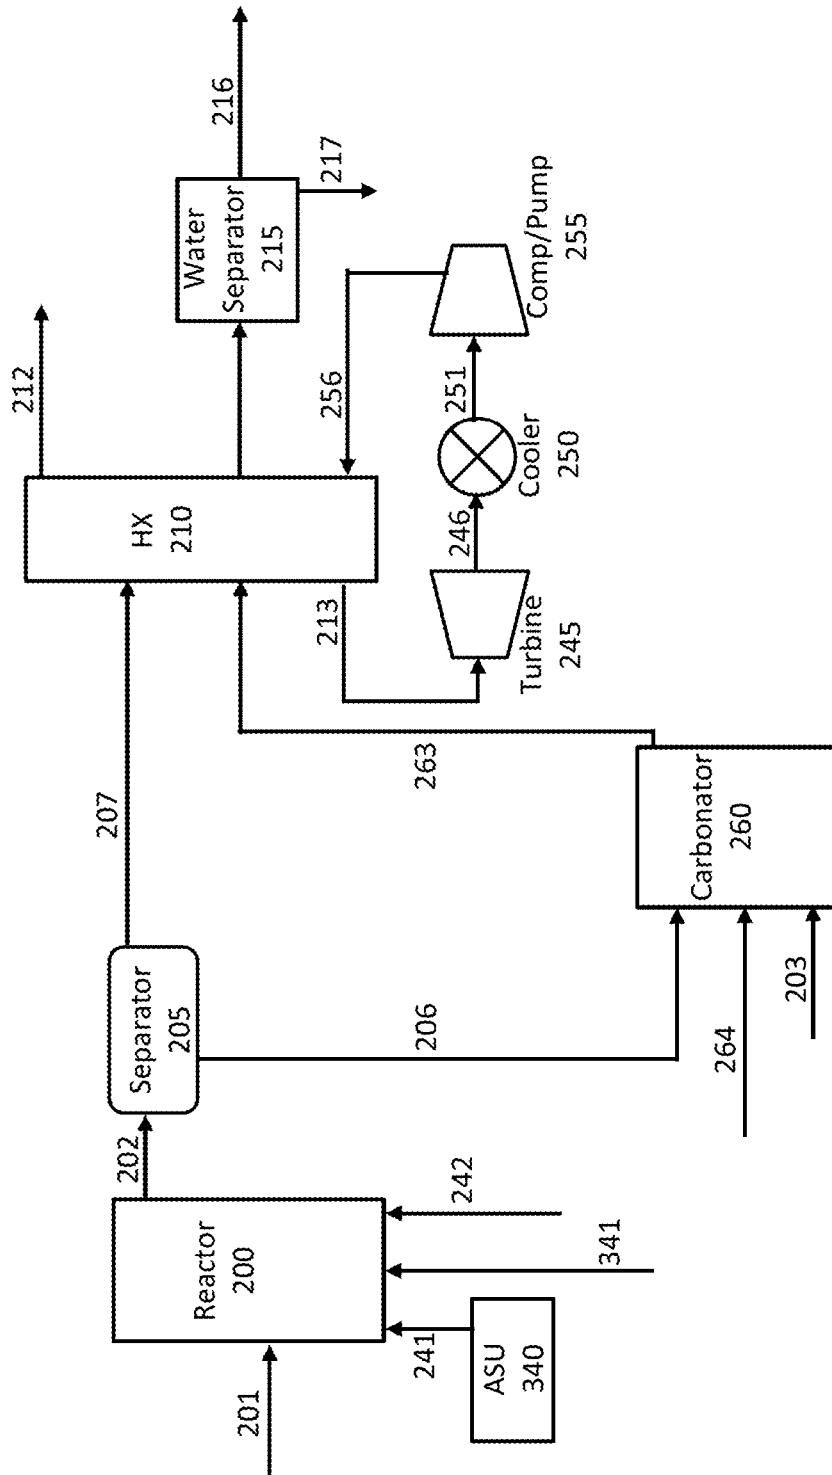 201
Reactor
200
ASU
340
241
341
242
202
Separator
205
206
207
264
203
Carbonator
260
263
HX
210
212
213
Turbine
245
246
Cooler
250
251
Comp/Pump
255
256
Water
Separator
215
216
217